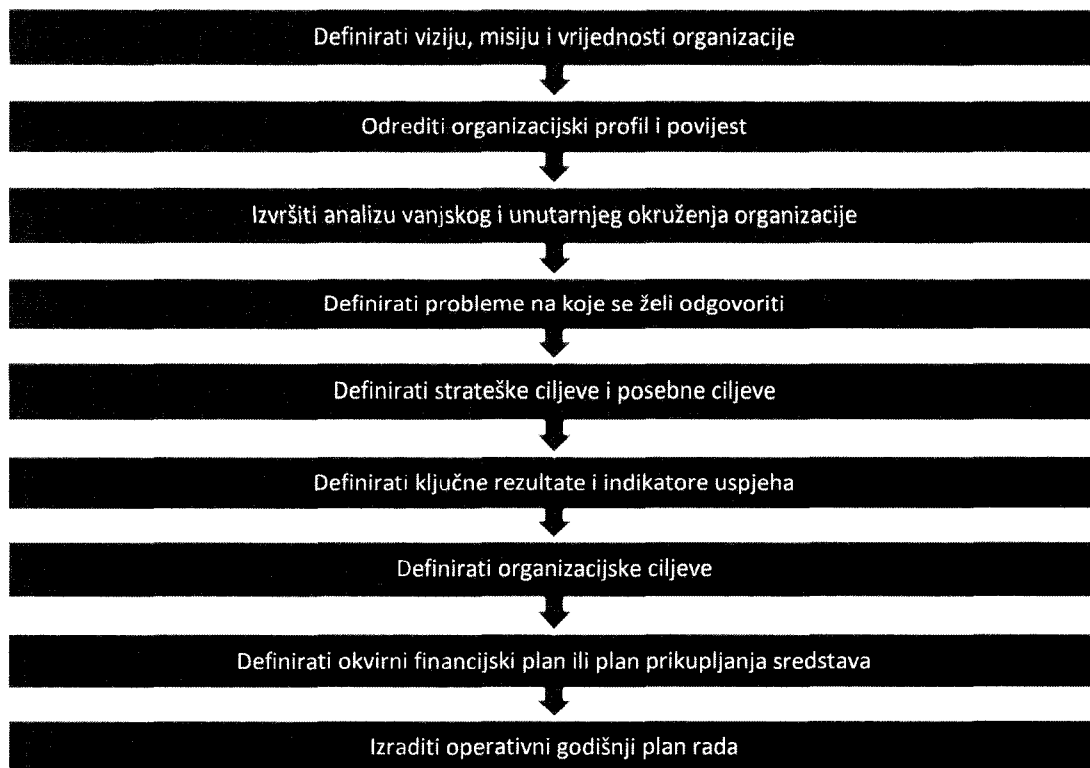 Definirati viziju, misiju i vrijednosti organizacije
Odrediti organizacijski profil i povijest
Izvršiti analizu vanjskog i unutarnjeg okruženja organizacije
Definirati probleme na koje se želi odgovoriti
Definirati strateške ciljeve i posebne ciljeve
Definirati ključne rezultate i indikatore uspjeha
Definirati organizacijske ciljeve
Definirati okvirni financijski plan ili plan prikupljanja sredstava
Izraditi operativni godišnji plan rada